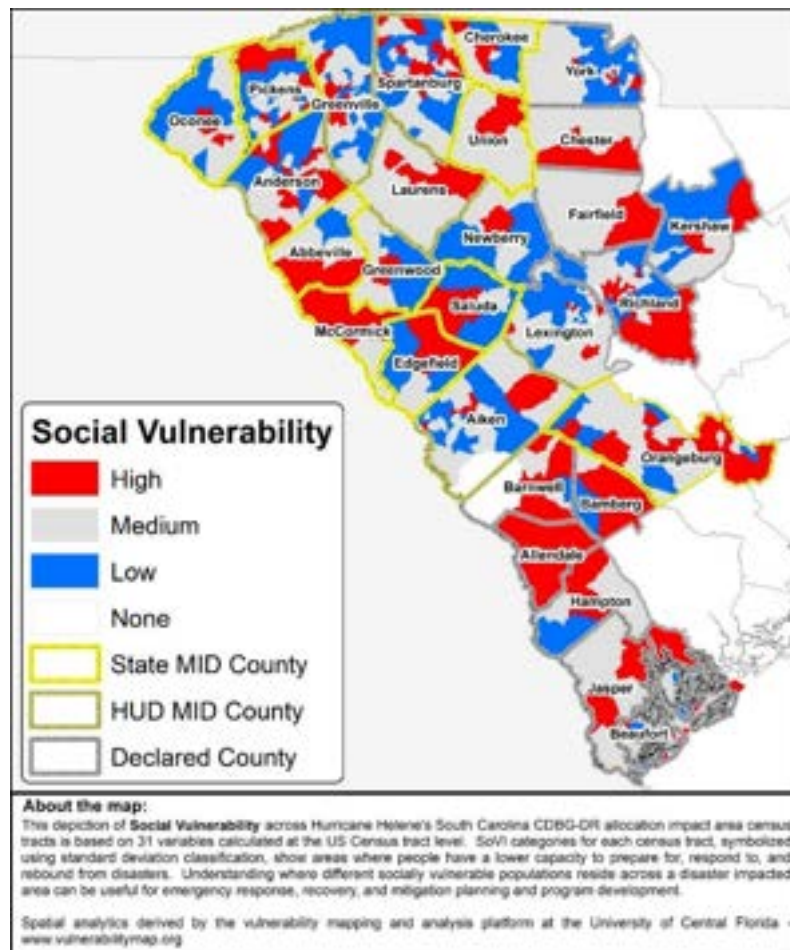 Cherokee
York
Spartanburg
Pickens
Greenville
Oconee
Union
Chester
Anderson
Laurens
Fairfield
Kershaw
Newberry
Abbeville
Greenwood
Saluda
Richland
McCormick
Lexington
Edgefield
Aiken
Orangeburg
Barnwell
Bamberg
Allendale
Hampton
Jasper
Beaufort
Social Vulnerability
High
Medium
Low
None
State MID County
HUD MID County
Declared County
About the map:
This depiction of Social Vulnerability across Hurricane Helene's South Carolina CDBG-DR allocation impact area census
tracts is based on 31 variables calculated at the US Census tract level. SoVI categories for each census tract, symbolized
using standard deviation classification, show areas where people have a lower capacity to prepare for, respond to, and
rebound from disasters. Understanding where different socially vulnerable populations reside across a disaster impacted
area can be useful for emergency response, recovery, and mitigation planning and program development.
Spatial analytics derived by the vulnerability mapping and analysis platform at the University of Central Florida -
www.vulnerabilitymap.org